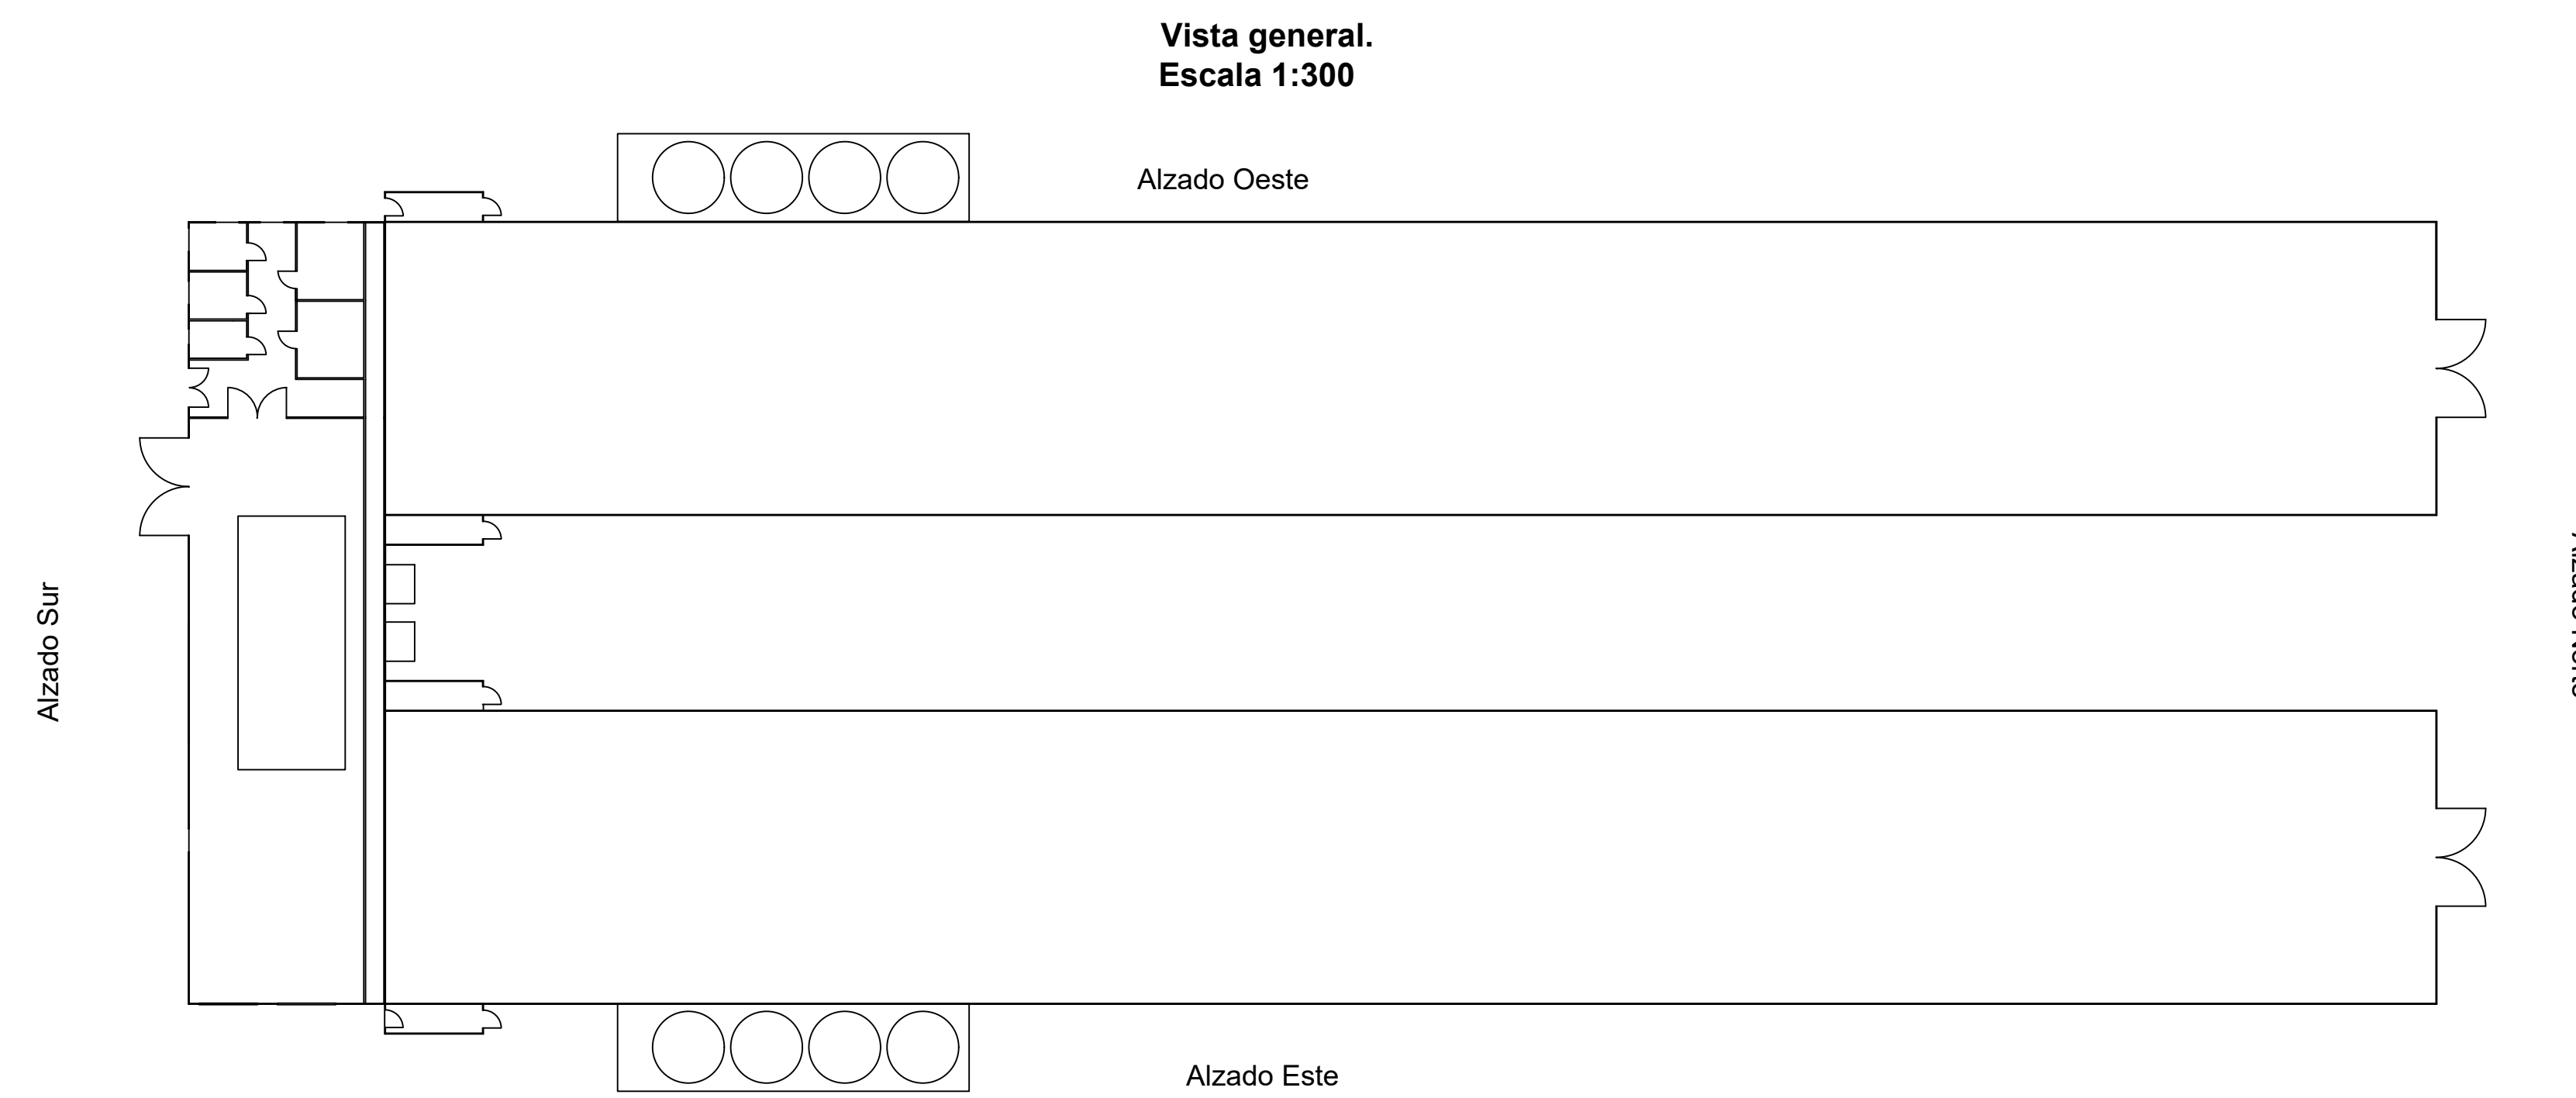 Vista general.
Escala 1:300
Alzado Oeste
Alzado Sur
Alzado Este